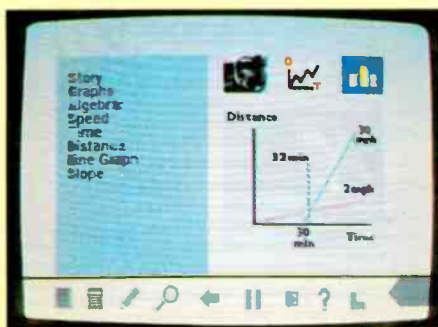 Story
Graphs
Algebra
Speed
Time
Distance
Line Graph
Slope
D
T
Distance
30 mph
32 min
2 mph
30 min
Time
?